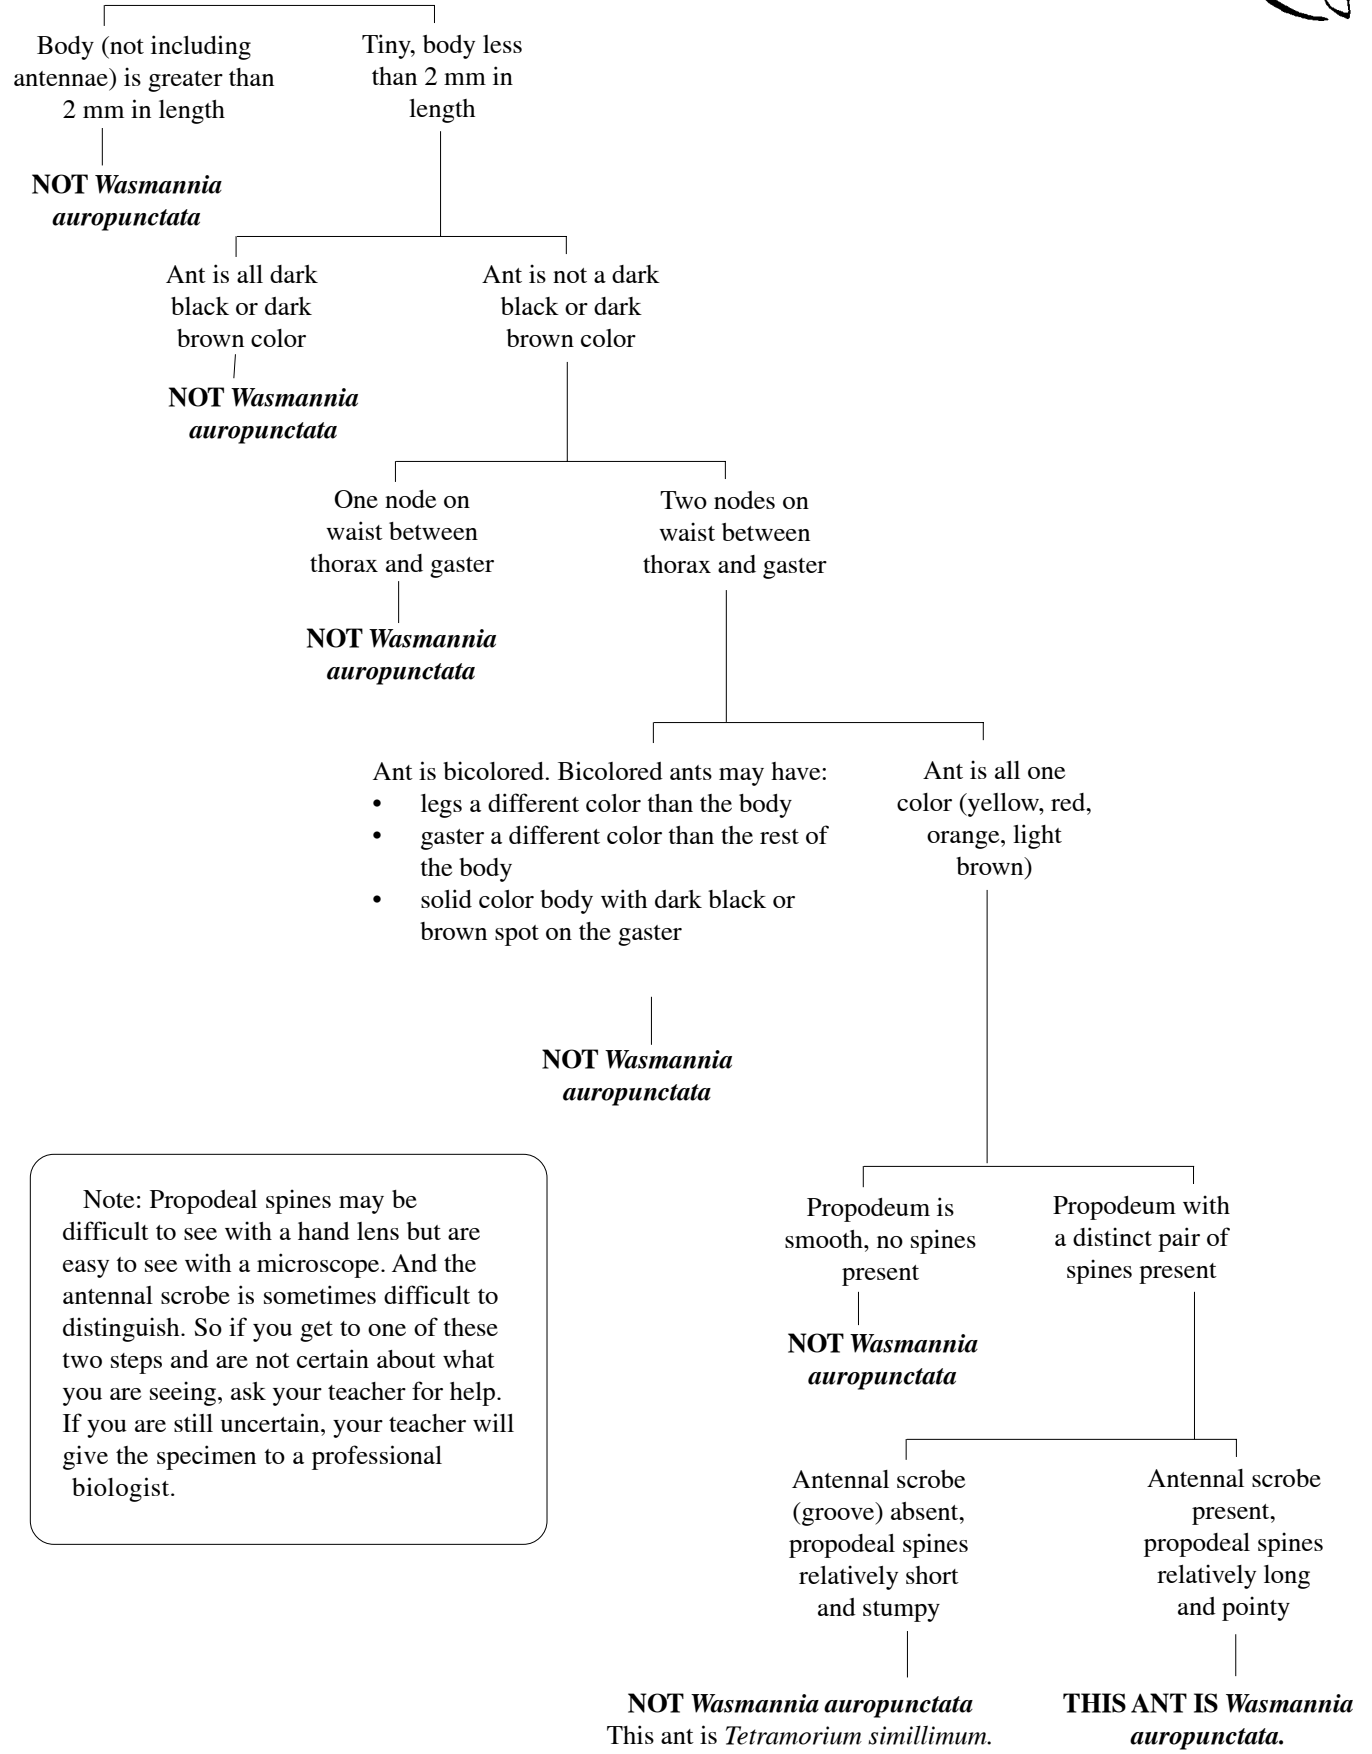 Body (not including
antennae) is greater than
2 mm in length
Tiny, body less
than 2 mm in
length
NOT Wasmannia
auropunctata
Ant is all dark
black or dark
brown color
Ant is not a dark
black or dark
brown color
NOT Wasmannia
auropunctata
One node on
waist between
thorax and gaster
Two nodes on
waist between
thorax and gaster
NOT Wasmannia
auropunctata
Ant is bicolored. Bicolored ants may have:
• legs a different color than the body
• gaster a different color than the rest of
the body
• solid color body with dark black or
brown spot on the gaster
Ant is all one
color (yellow, red,
orange, light
brown)
NOT Wasmannia
auropunctata
Note: Propodeal spines may be
difficult to see with a hand lens but are
easy to see with a microscope. And the
antennal scrobe is sometimes difficult to
distinguish. So if you get to one of these
two steps and are not certain about what
you are seeing, ask your teacher for help.
If you are still uncertain, your teacher will
give the specimen to a professional
biologist.
Propodeum is
smooth, no spines
present
Propodeum with
a distinct pair of
spines present
NOT Wasmannia
auropunctata
Antennal scrobe
(groove) absent,
propodeal spines
relatively short
and stumpy
Antennal scrobe
present,
propodeal spines
relatively long
and pointy
NOT Wasmannia auropunctata
This ant is Tetramorium simillimum.
THIS ANT IS Wasmannia
auropunctata.